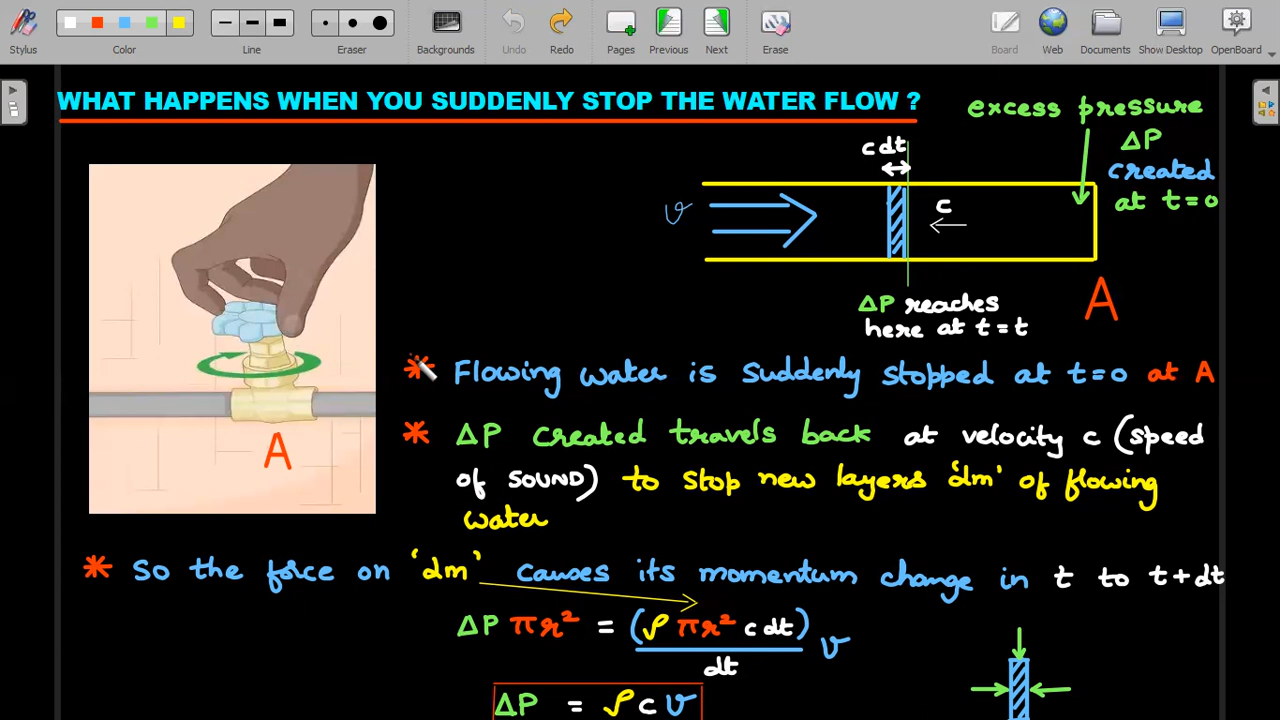 Stylus
Color
Line
Eraser
Backgrounds
Undo
Redo
Pages
Previous
Next
Erase
Board
Web
Documents
Show Desktop
OpenBoard
WHAT HAPPENS WHEN YOU SUDDENLY STOP THE WATER FLOW ?
excess pressure
ΔP
created
at t=0
c dt
v
c
A
ΔP reaches
here at t=t
A
* Flowing water is suddenly stopped at t=0 at A
* ΔP created travels back at velocity c (speed
of SOUND) to stop new layers 'dm' of flowing
water
* So the force on 'dm' causes its momentum change in t to t+dt
ΔP πr² = (ρ πr² c dt) v
dt
ΔP = ρ c v